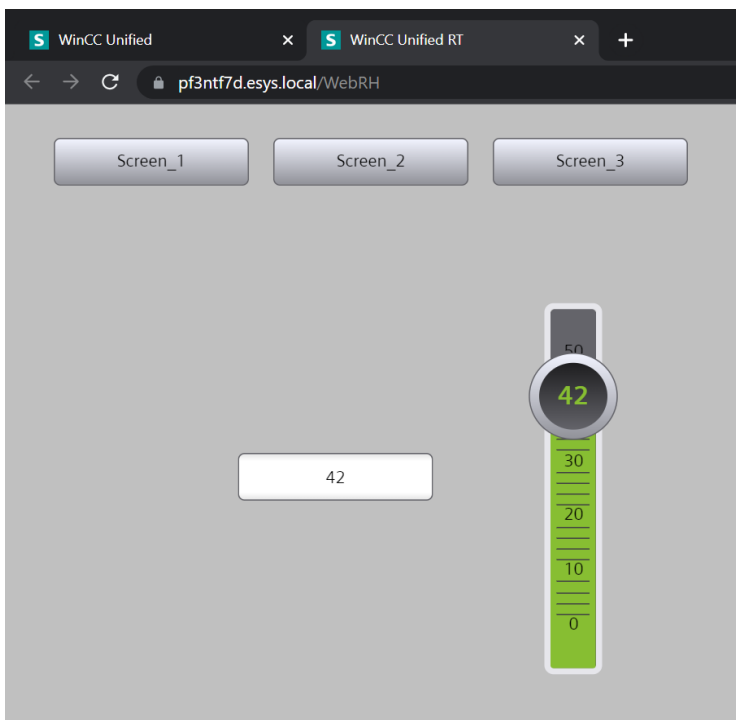 S WinCC Unified
S WinCC Unified RT
pf3ntf7d.esys.local/WebRH
Screen_1 Screen_2 Screen_3
50
42
30
42
20
10
0